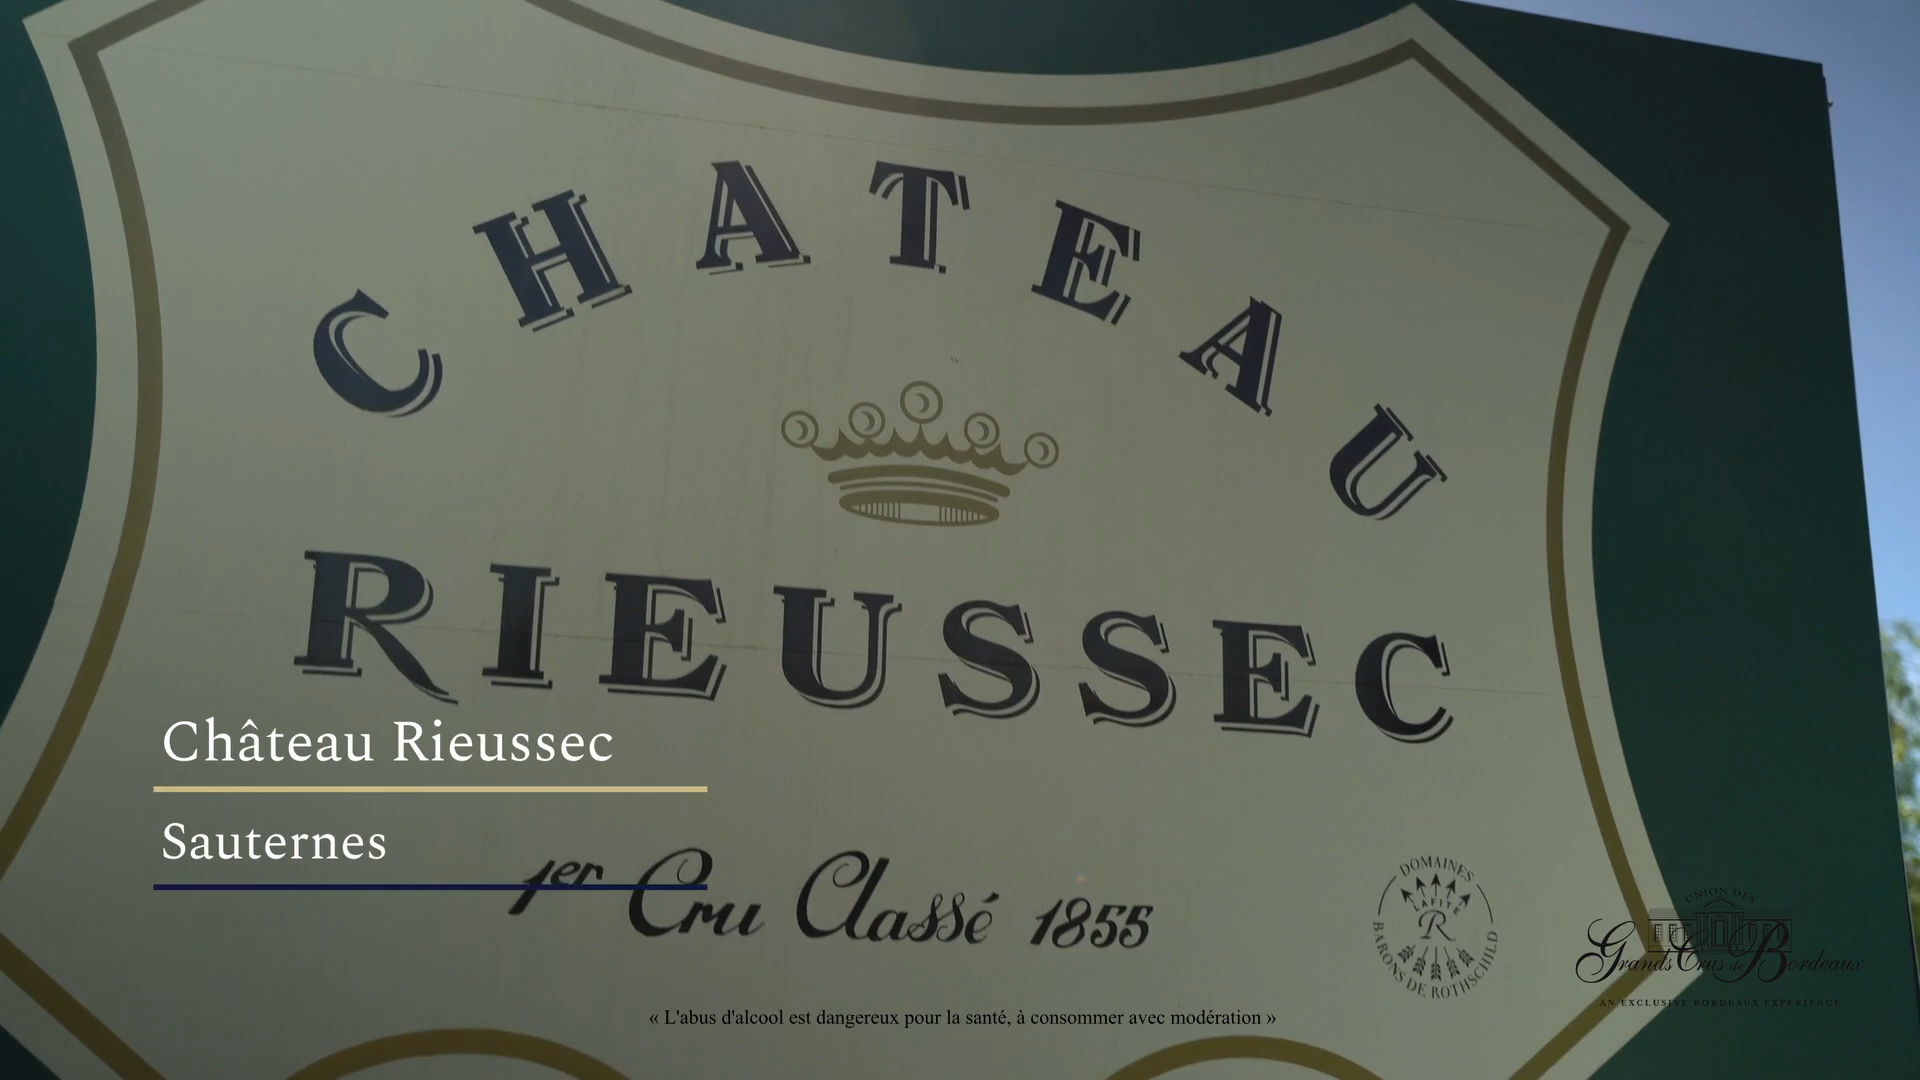 CHATEAU
RIEUSSEC
Château Rieussec
Sauternes
1er Cru Classé 1855
DOMAINES
LAFITE
R
BARONS DE ROTHSCHILD
UNION DES
Grands Crus de Bordeaux
AN EXCLUSIVE BORDEAUX EXPERIENCE
« L'abus d'alcool est dangereux pour la santé, à consommer avec modération »